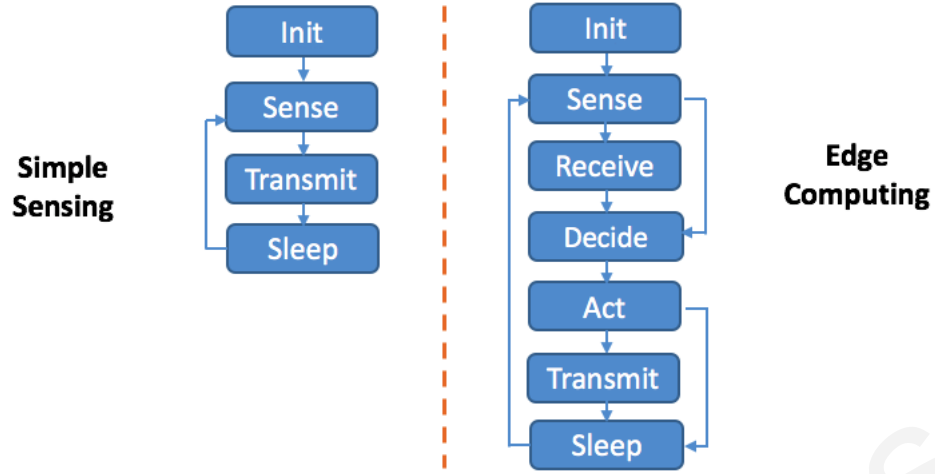 Simple
Sensing
Init
Sense
Transmit
Sleep
Init
Sense
Receive
Decide
Act
Transmit
Sleep
Edge
Computing